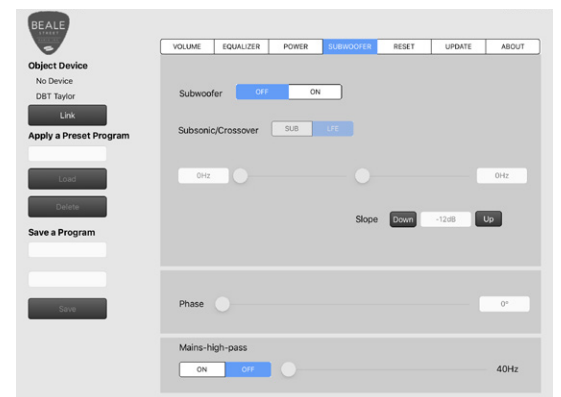 BEALE
STREET
VOLUME EQUALIZER POWER SUBWOOFER RESET UPDATE ABOUT
Object Device
No Device
DBT Taylor
Link
Apply a Preset Program
Load
Delete
Save a Program
Save
Subwoofer OFF ON
Subsonic/Crossover SUB LFE
0Hz 0Hz
Slope Down -12dB Up
Phase 0°
Mains-high-pass
ON OFF 40Hz